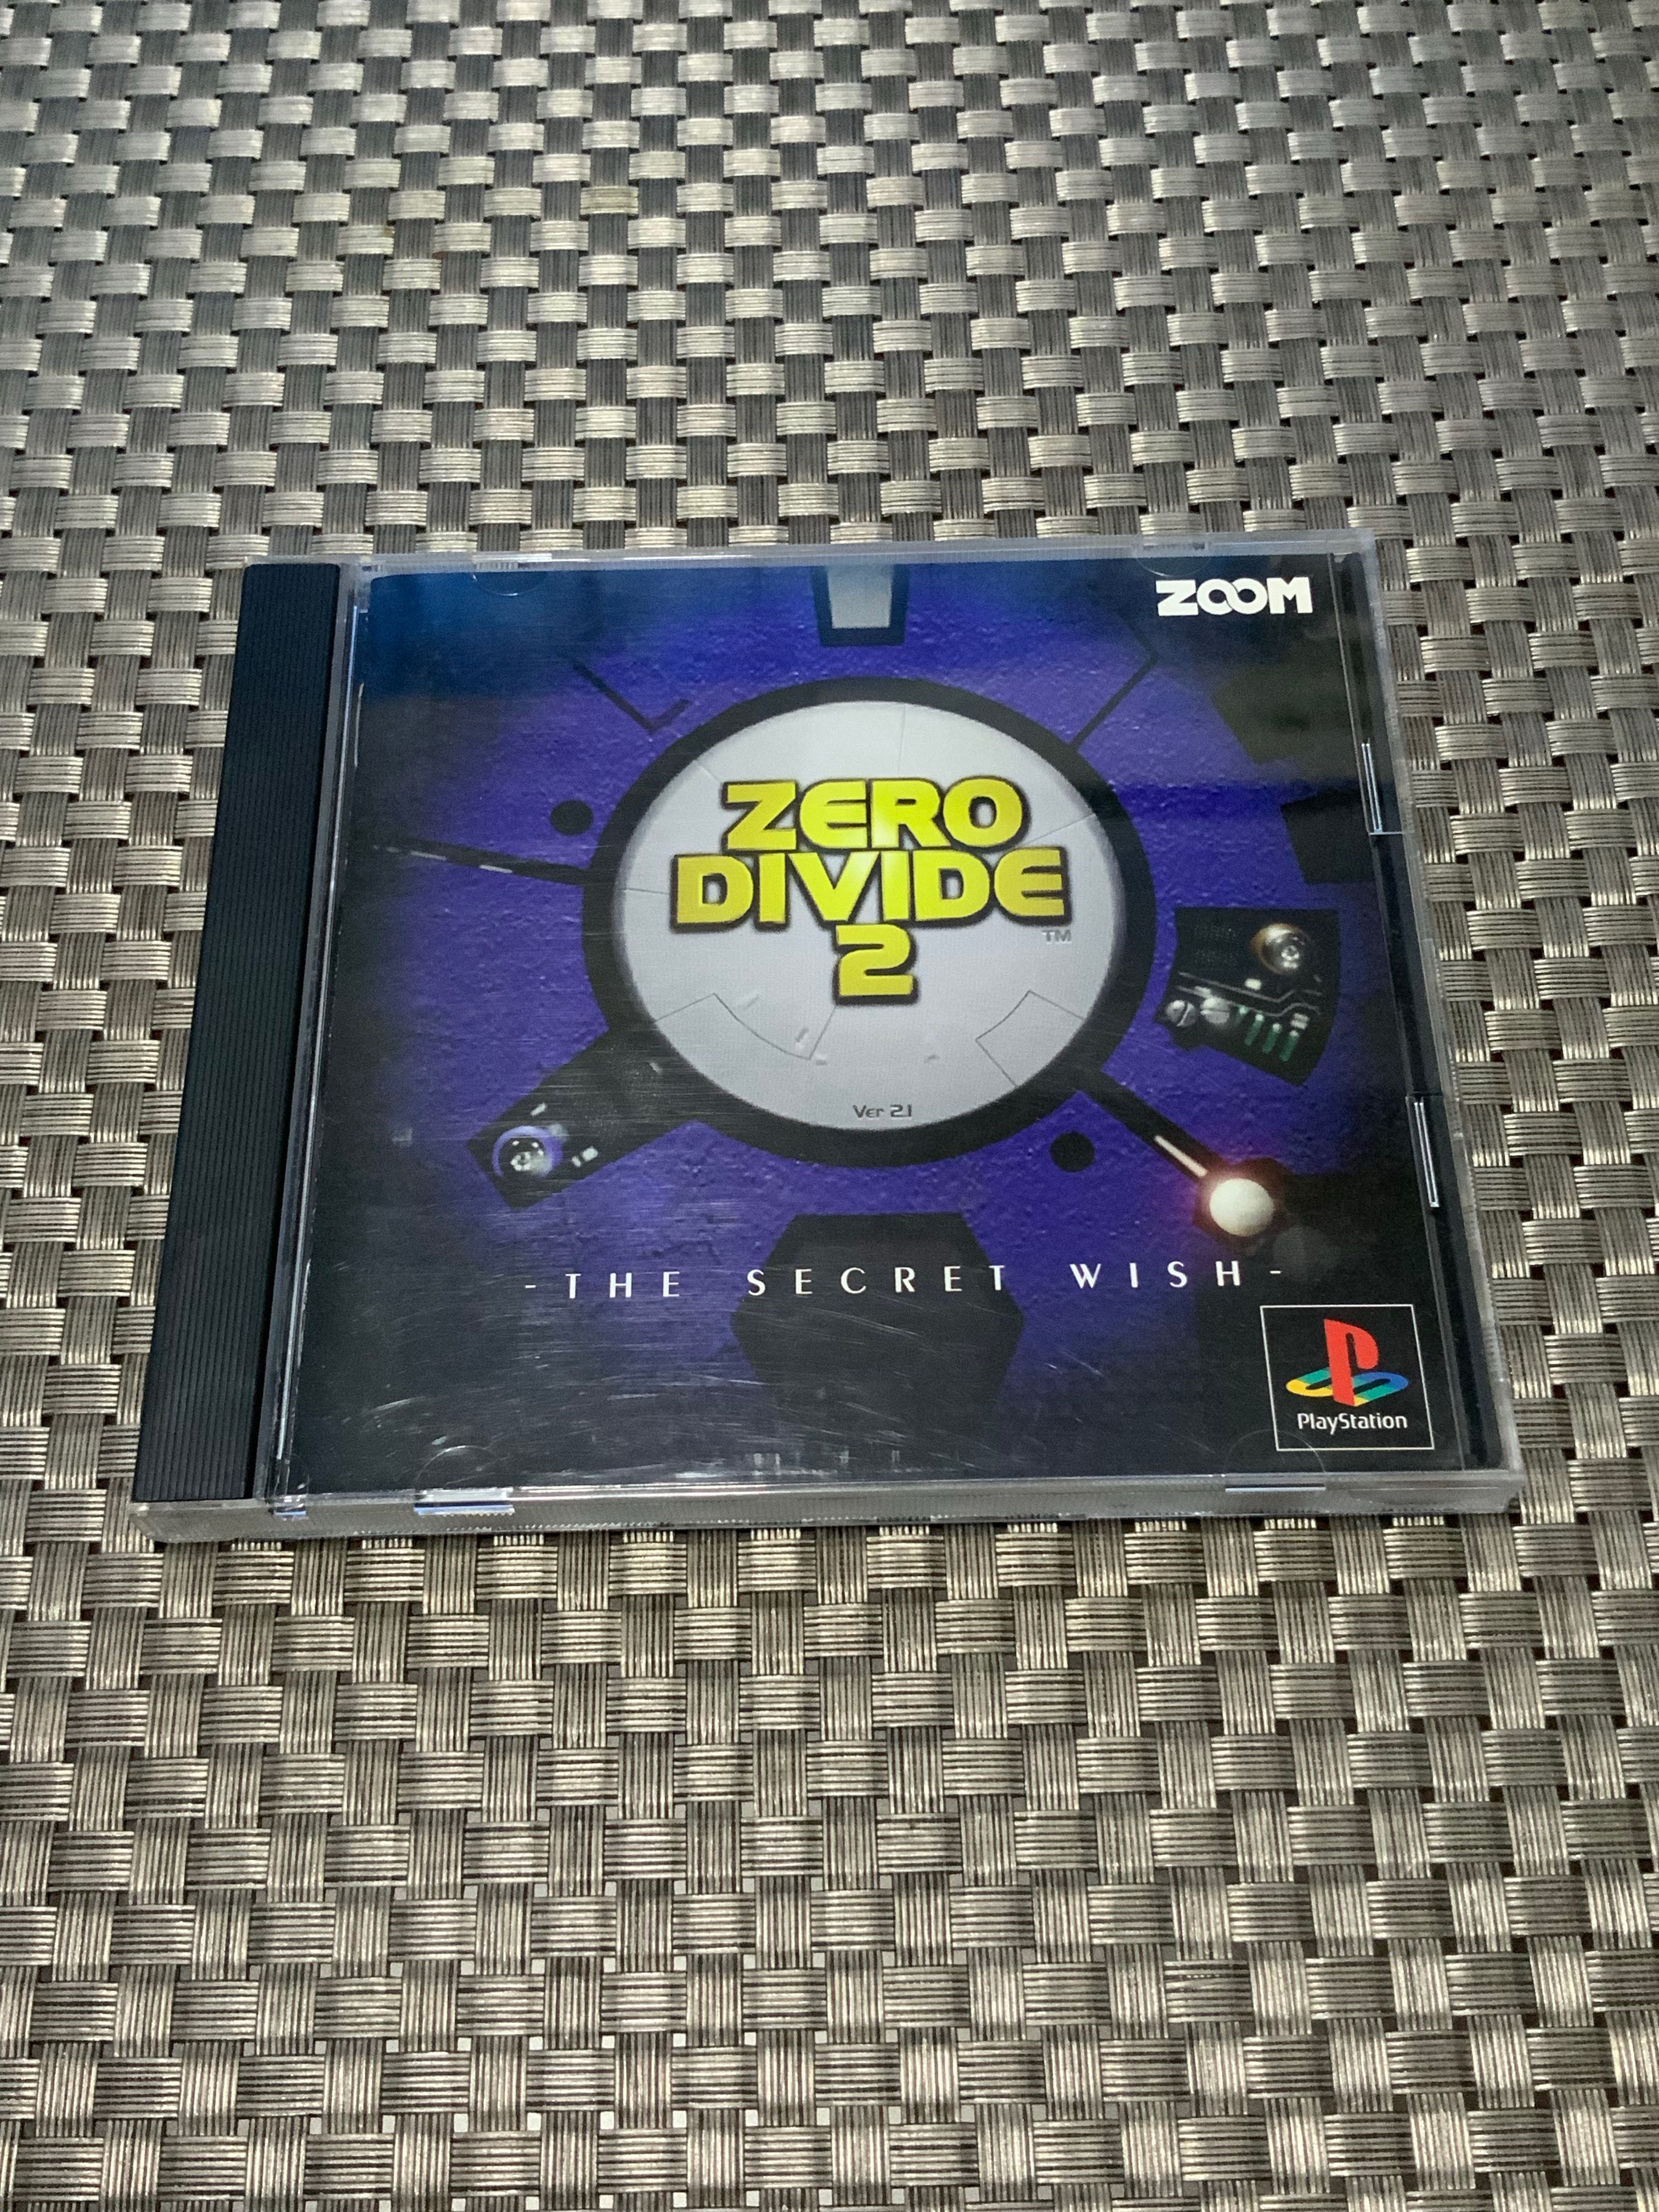 ZOOM
ZERO
DIVIDE
2
TM
Ver 2.1
-THE SECRET WISH-
PlayStation